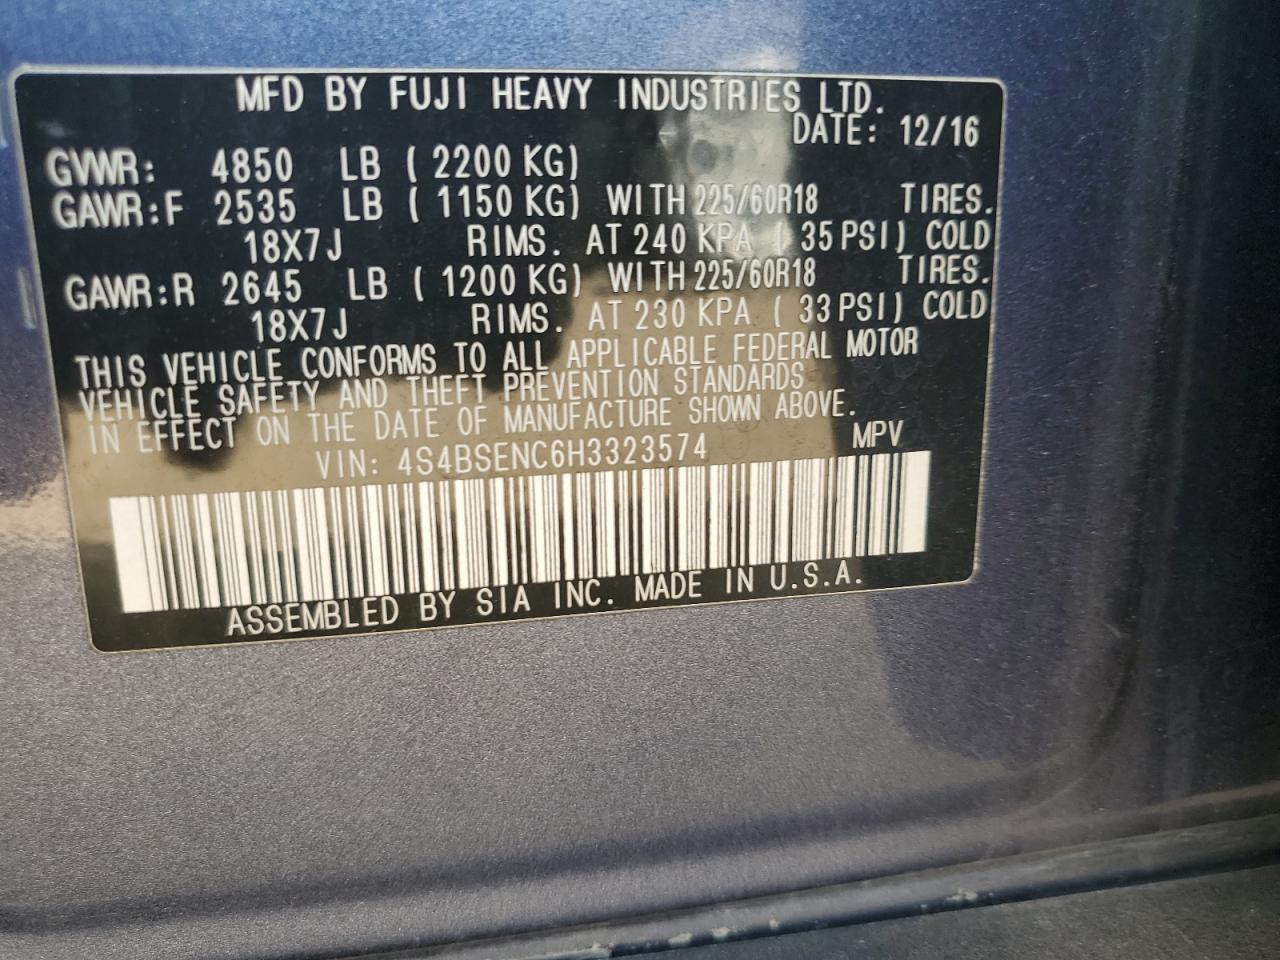 MFD BY FUJI HEAVY INDUSTRIES LTD.
DATE: 12/16
GVWR: 4850 LB ( 2200 KG)
GAWR:F 2535 LB ( 1150 KG) WITH 225/60R18 TIRES.
18X7J RIMS. AT 240 KPA ( 35 PSI) COLD
GAWR:R 2645 LB ( 1200 KG) WITH 225/60R18 TIRES.
18X7J RIMS. AT 230 KPA ( 33 PSI) COLD
THIS VEHICLE CONFORMS TO ALL APPLICABLE FEDERAL MOTOR
VEHICLE SAFETY AND THEFT PREVENTION STANDARDS
IN EFFECT ON THE DATE OF MANUFACTURE SHOWN ABOVE.
VIN: 4S4BSENC6H3323574 MPV
ASSEMBLED BY SIA INC. MADE IN U.S.A.